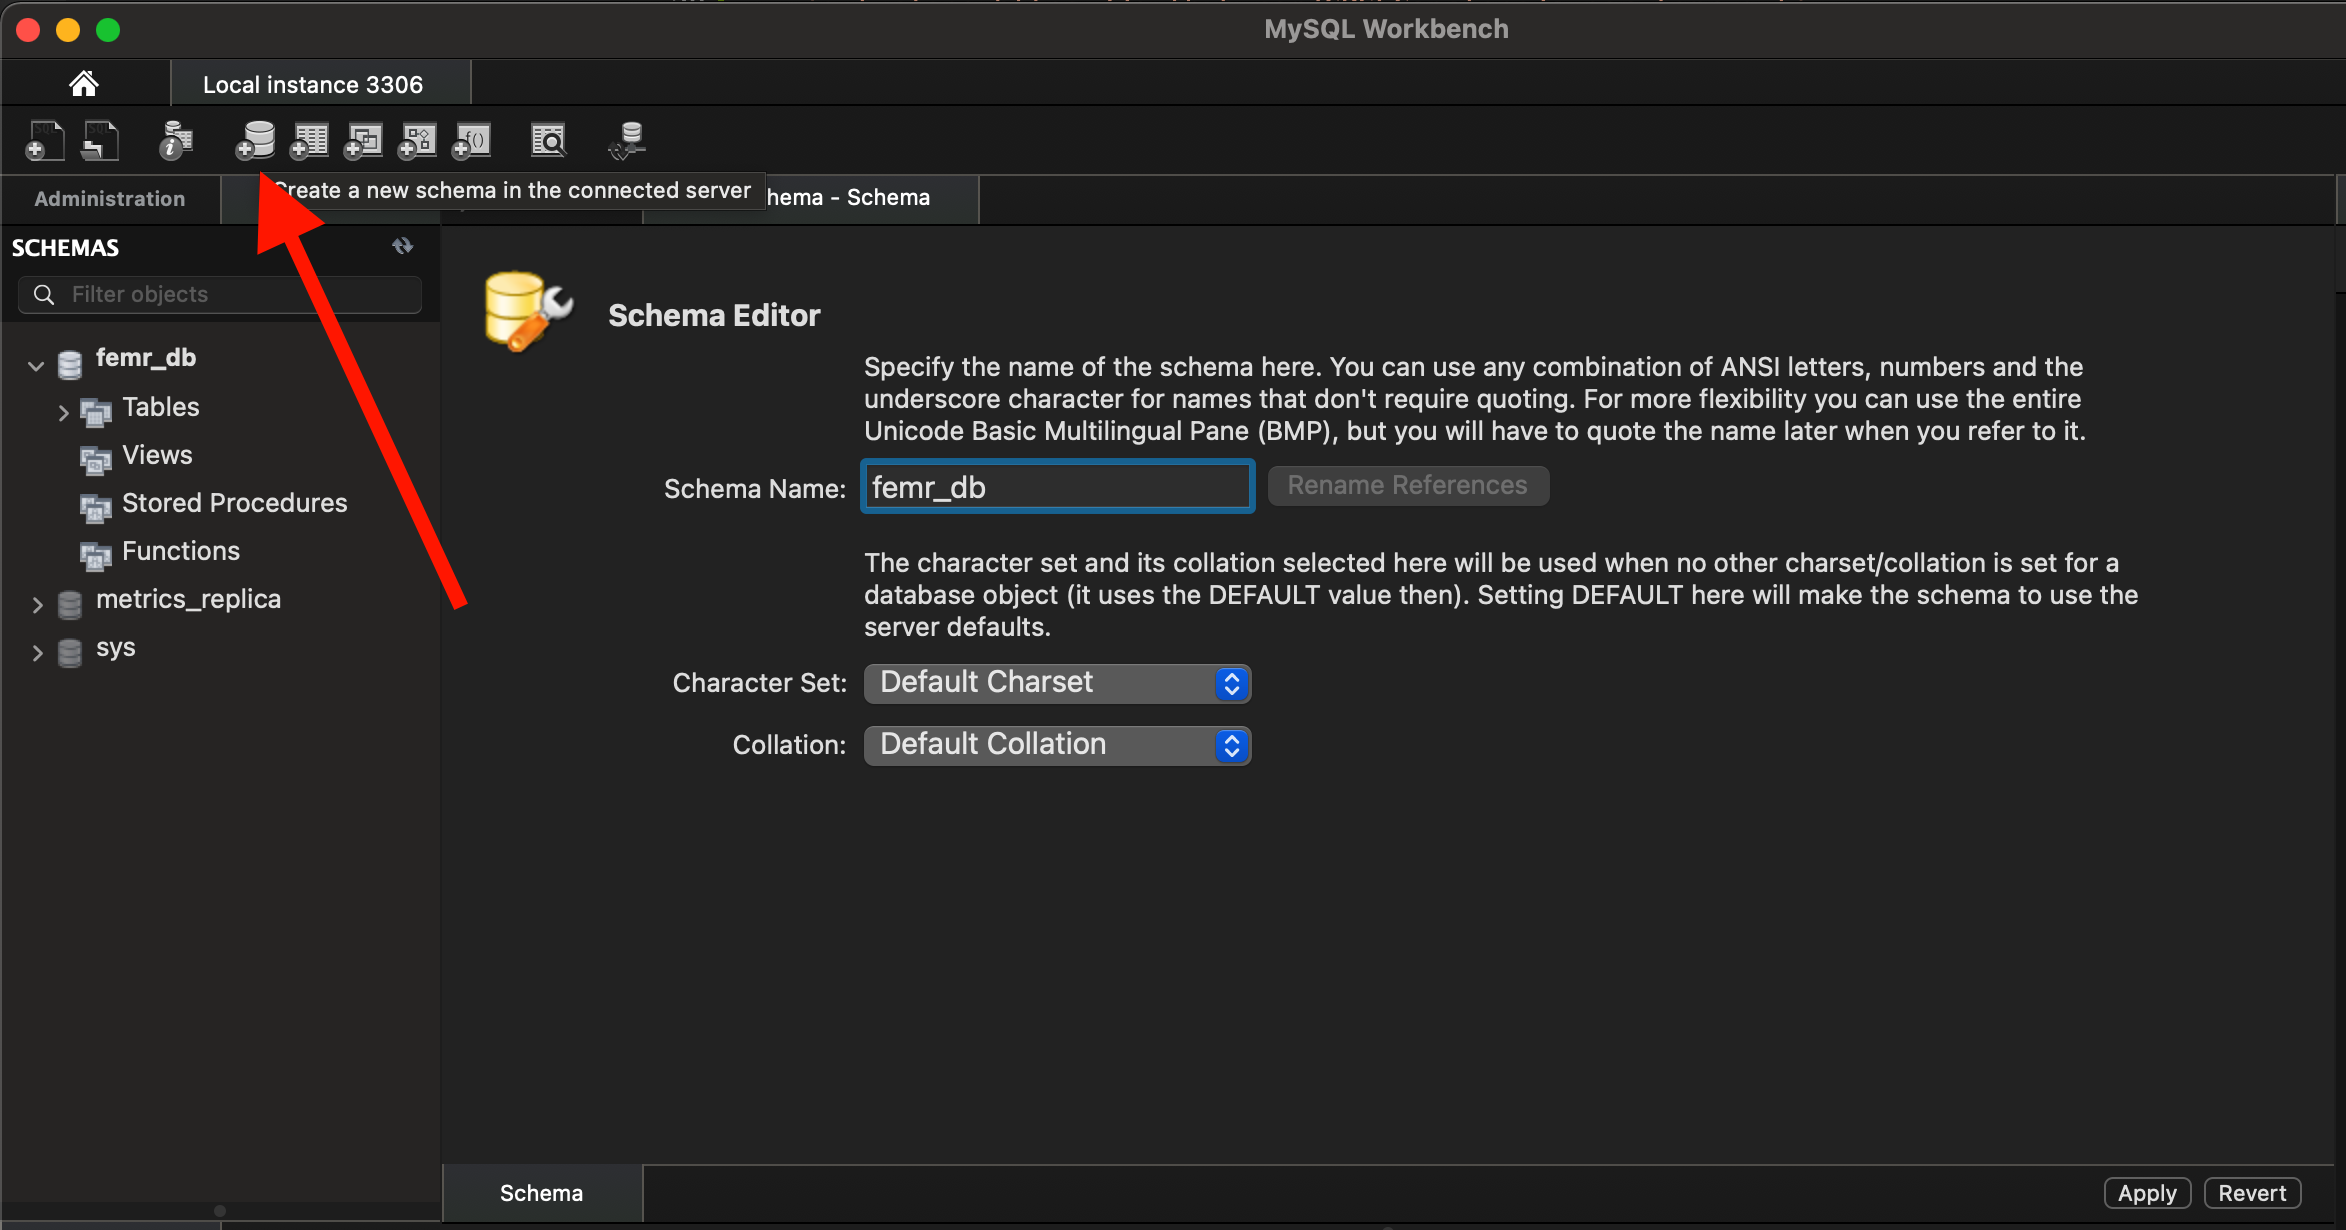 MySQL Workbench
Local instance 3306
SQL SQL
f()
Create a new schema in the connected server
Administration
hema - Schema
SCHEMAS
Filter objects
femr_db
Tables
Views
Stored Procedures
Functions
metrics_replica
sys
Schema Editor
Specify the name of the schema here. You can use any combination of ANSI letters, numbers and the
underscore character for names that don't require quoting. For more flexibility you can use the entire
Unicode Basic Multilingual Pane (BMP), but you will have to quote the name later when you refer to it.
Schema Name: femr_db Rename References
The character set and its collation selected here will be used when no other charset/collation is set for a
database object (it uses the DEFAULT value then). Setting DEFAULT here will make the schema to use the
server defaults.
Character Set: Default Charset
Collation: Default Collation
Schema
Apply Revert